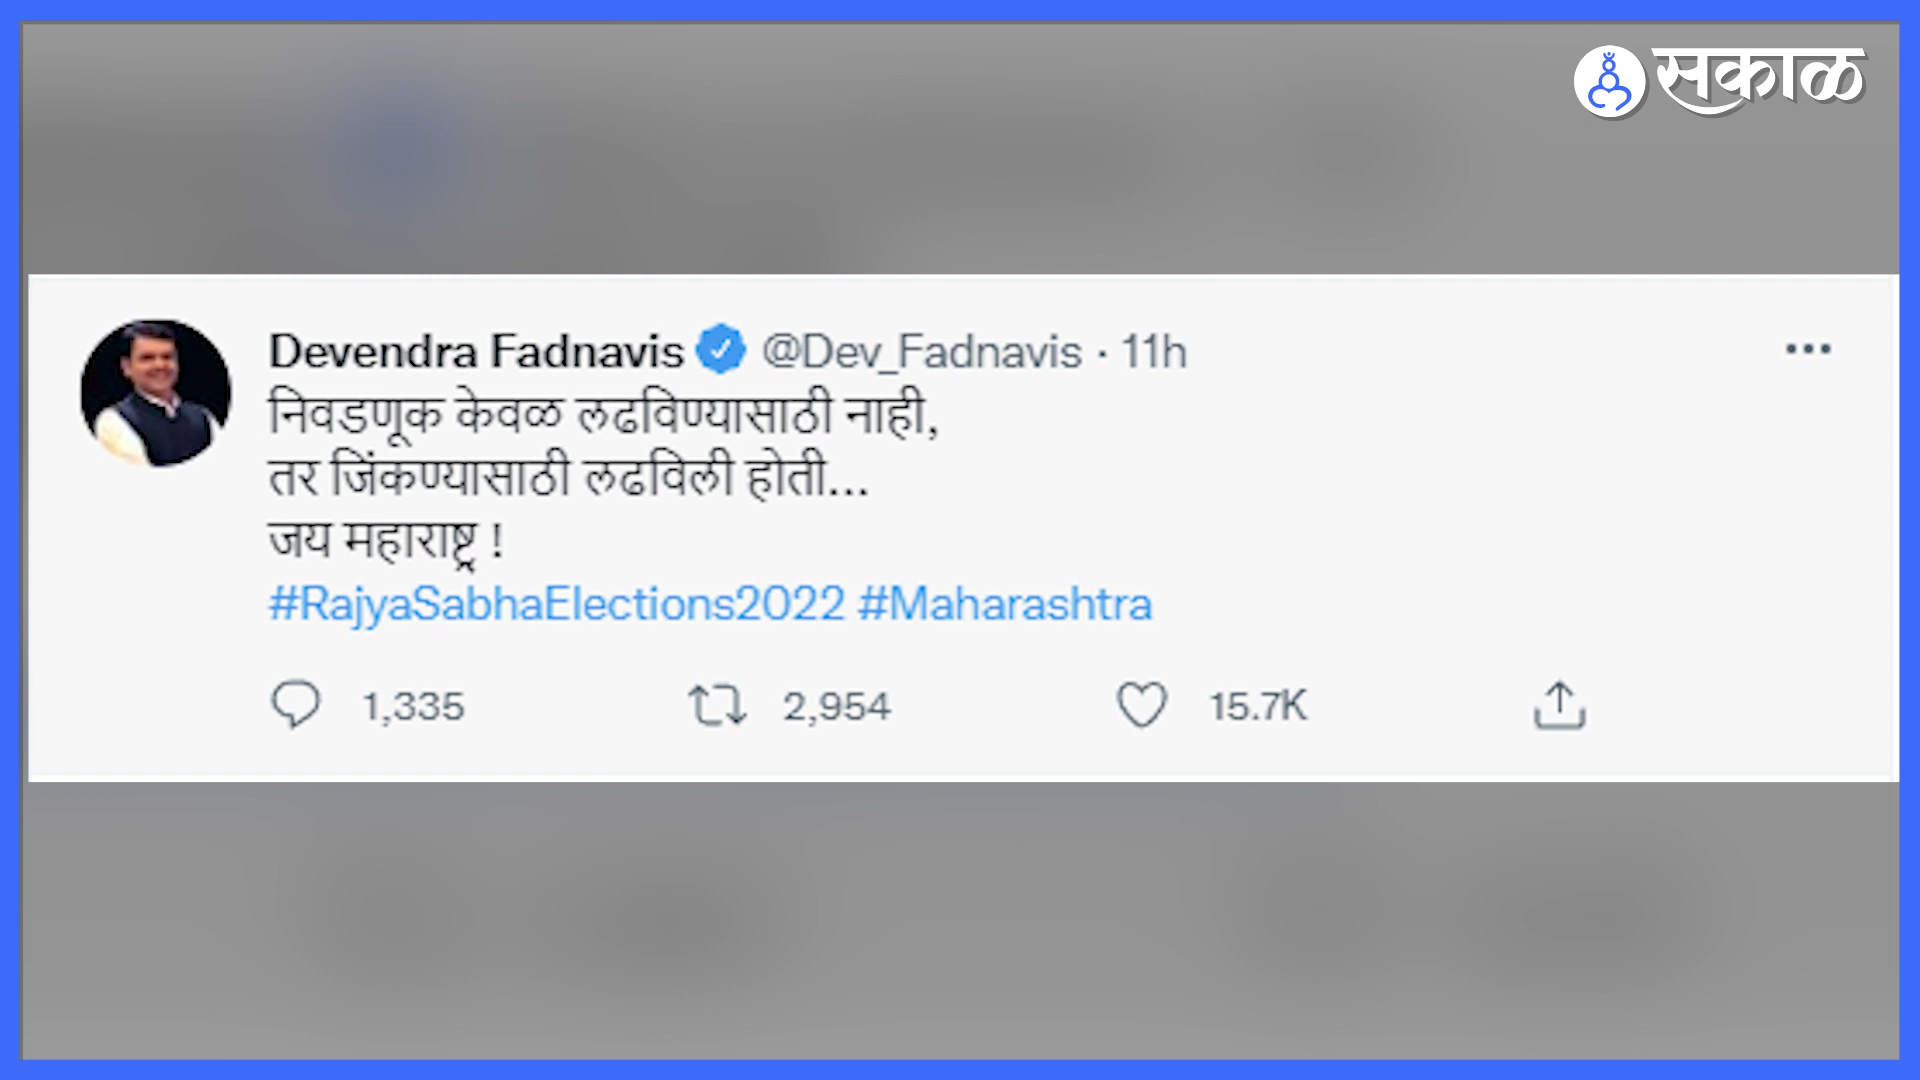 सकाळ
Devendra Fadnavis @Dev_Fadnavis · 11h
निवडणूक केवळ लढविण्यासाठी नाही,
तर जिंकण्यासाठी लढविली होती...
जय महाराष्ट्र !
#RajyaSabhaElections2022 #Maharashtra
1,335 2,954 15.7K